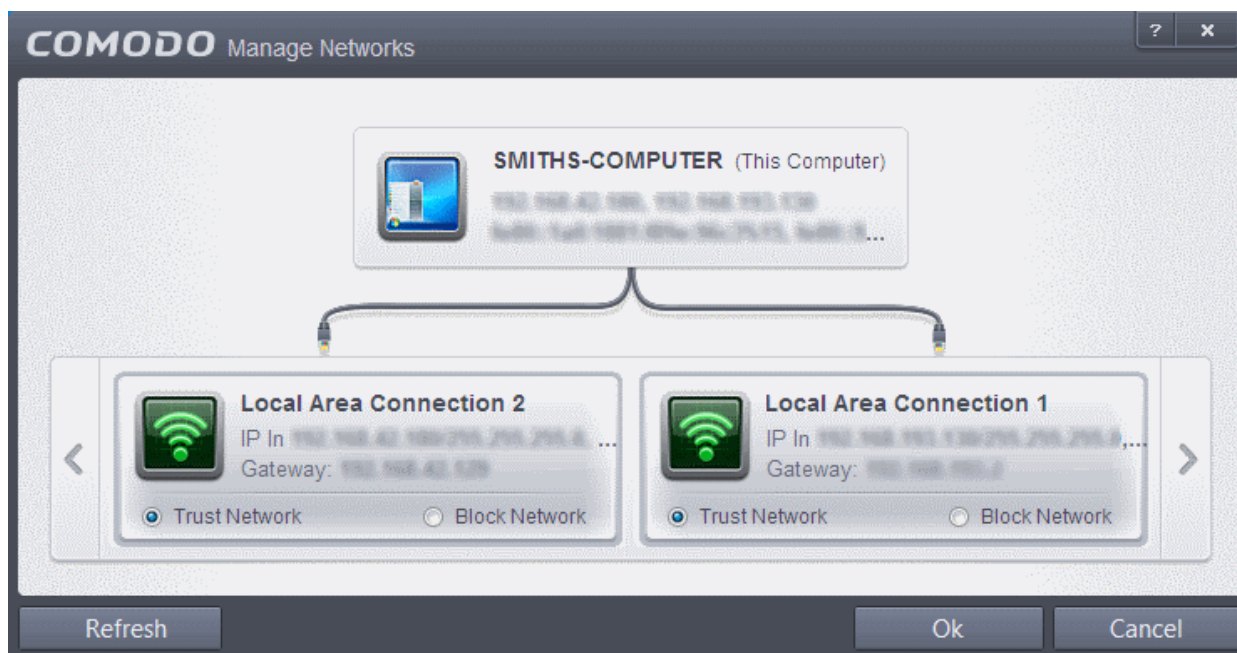 COMODO Manage Networks
? x
SMITHS-COMPUTER (This Computer)
...
Local Area Connection 2
IP In ...
Gateway:
Trust Network Block Network
Local Area Connection 1
IP In ,...
Gateway:
Trust Network Block Network
Refresh Ok Cancel